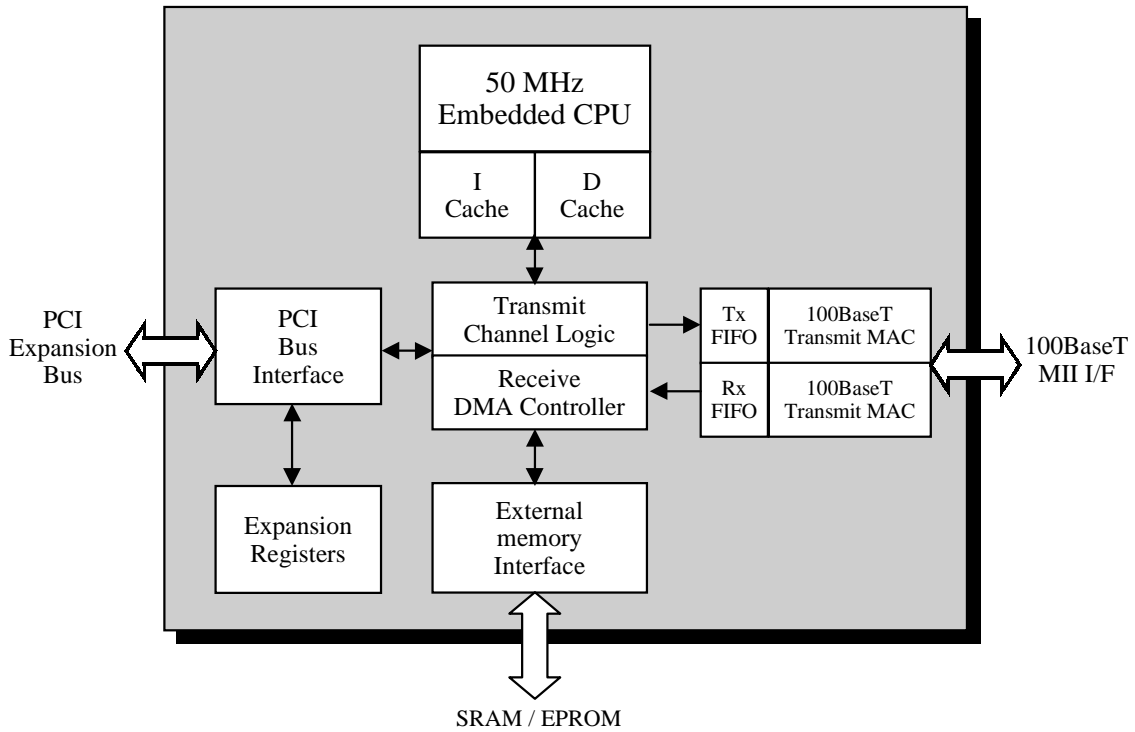 50 MHz
Embedded CPU
I
Cache
D
Cache
PCI
Expansion
Bus
PCI
Bus
Interface
Transmit
Channel Logic
Receive
DMA Controller
Tx
FIFO
100BaseT
Transmit MAC
Rx
FIFO
100BaseT
Transmit MAC
100BaseT
MII I/F
Expansion
Registers
External
memory
Interface
SRAM / EPROM